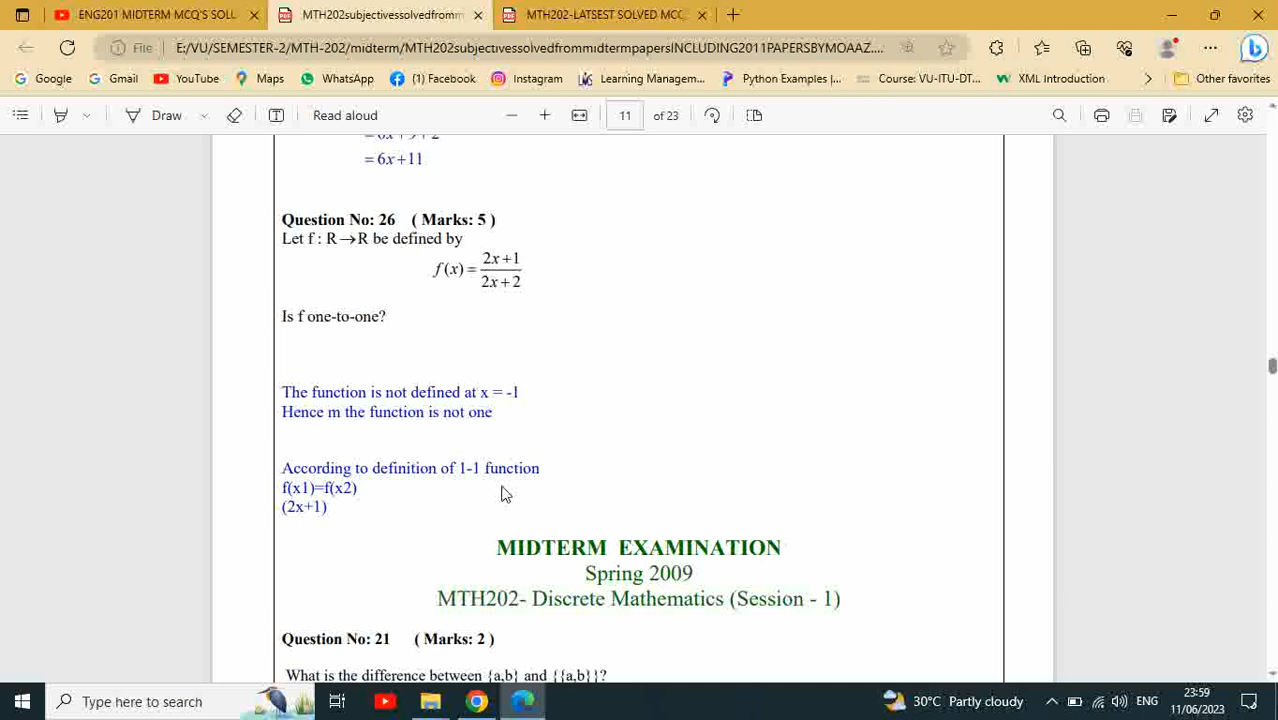 ENG201 MIDTERM MCQ'S SOLU
MTH202subjectivessolvedfrommi
MTH202-LATSEST SOLVED MCQ
File
E:/VU/SEMESTER-2/MTH-202/midterm/MTH202subjectivessolvedfrommidtermpapersINCLUDING2011PAPERSBYMOAAZ....
Google Gmail YouTube Maps WhatsApp (1) Facebook Instagram Learning Managem... Python Examples |... Course: VU-ITU-DT... XML Introduction Other favorites
Draw Read aloud 11 of 23
= 6x+9+2
= 6x+11
Question No: 26 ( Marks: 5 )
Let f : R→R be defined by
f(x) = 2x+1
2x+2
Is f one-to-one?
The function is not defined at x = -1
Hence m the function is not one
According to definition of 1-1 function
f(x1)=f(x2)
(2x+1)
MIDTERM EXAMINATION
Spring 2009
MTH202- Discrete Mathematics (Session - 1)
Question No: 21 ( Marks: 2 )
What is the difference between {a,b} and {{a,b}}?
Type here to search
30°C Partly cloudy
ENG
23:59
11/06/2023